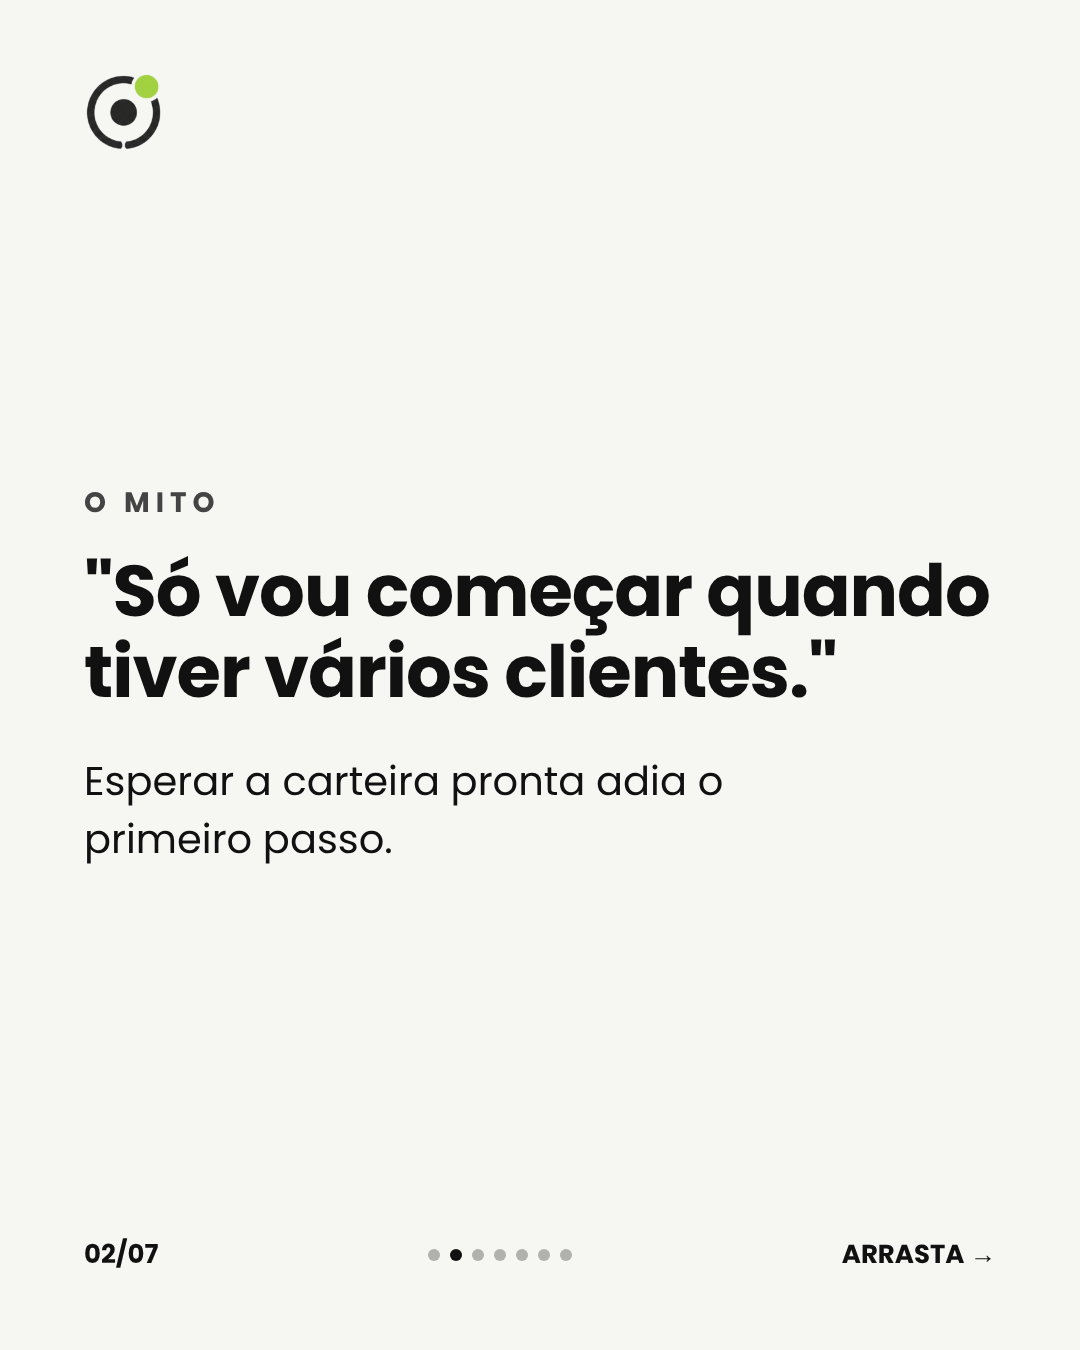 O MITO
"Só vou começar quando
tiver vários clientes."
Esperar a carteira pronta adia o
primeiro passo.
02/07
ARRASTA →